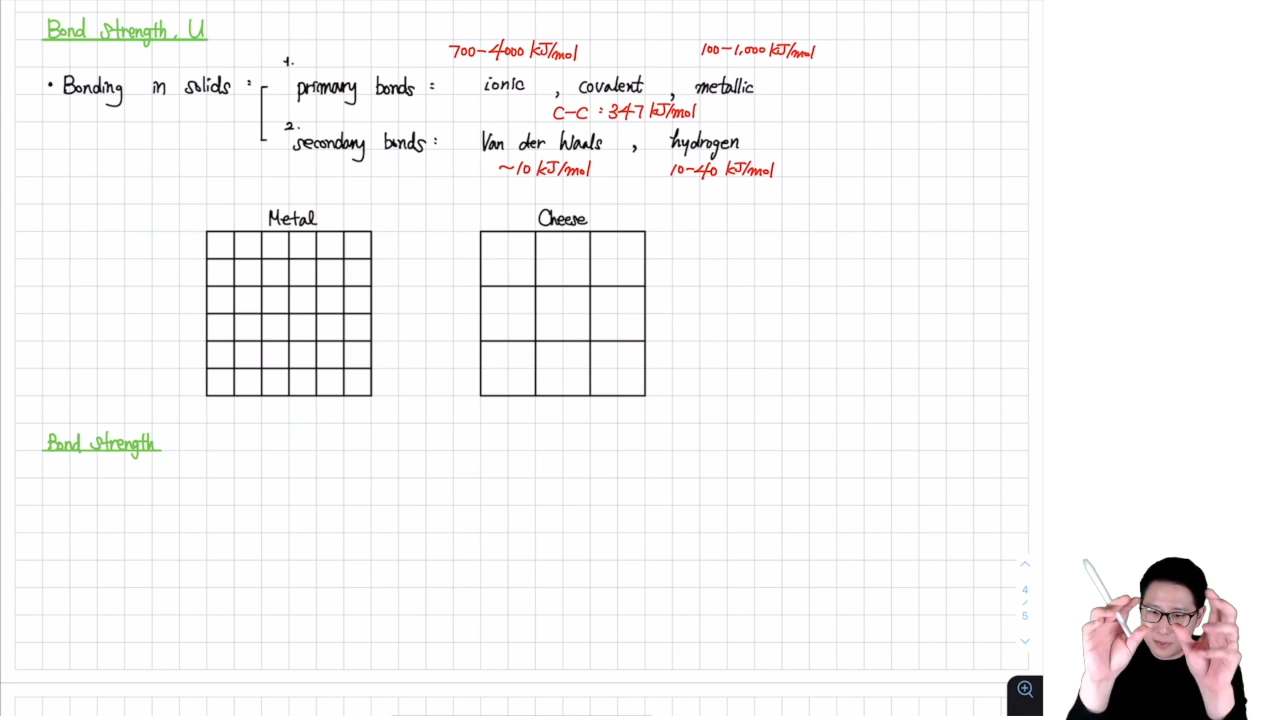 Bond strength, U
700-4000 kJ/mol 100-1,000 kJ/mol
1.
• Bonding in solids : primary bonds : ionic , covalent , metallic
C-C : 347 kJ/mol
2.
secondary bonds : Van der Waals , hydrogen
~10 kJ/mol 10-40 kJ/mol
Metal Cheese
Bond strength
4
/
5